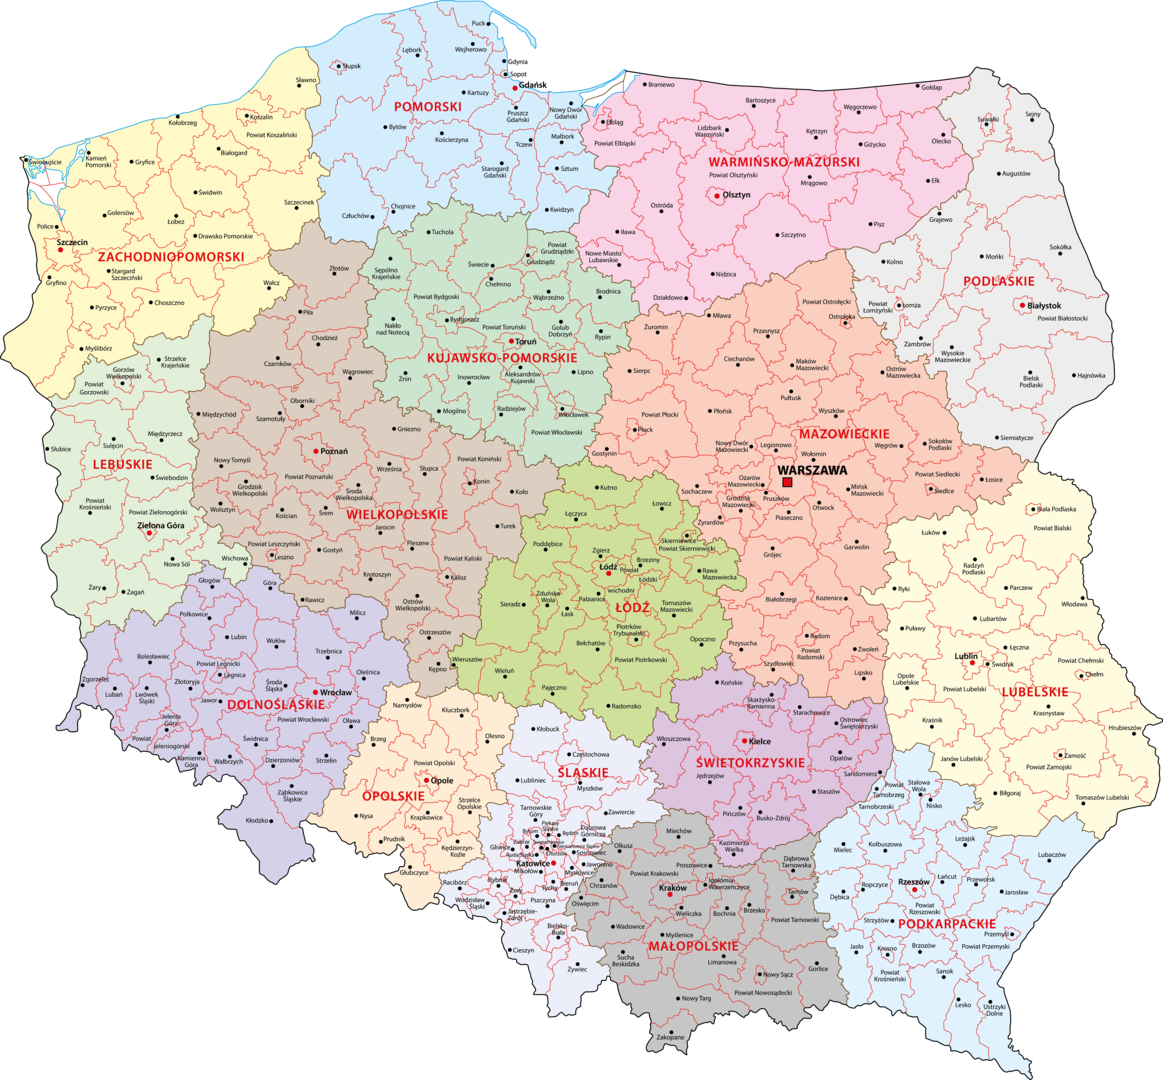 Puck
Lębork
Wejherowo
Gdynia
Słupsk
Sopot
Sławno
Gdańsk
Kartuzy
POMORSKI
Pruszcz
Gdański
Nowy Dwór
Gdański
Kołobrzeg
Koszalin
Powiat Koszaliński
Bytów
Kościerzyna
Tczew
Malbork
Białogard
Starogard
Gdański
Sztum
Świnoujście
Kamień
Pomorski
Gryfice
Świdwin
Szczecinek
Człuchów
Chojnice
Kwidzyn
Goleniów
Łobez
Police
Drawsko Pomorskie
Szczecin
ZACHODNIOPOMORSKI
Stargard
Szczeciński
Gryfino
Choszczno
Pyrzyce
Wałcz
Myślibórz
Braniewo
Bartoszyce
Węgorzewo
Gołdap
Elbląg
Powiat Elbląski
Lidzbark
Warmiński
Kętrzyn
Giżycko
Olecko
WARMIŃSKO-MAZURSKI
Powiat Olsztyński
Mrągowo
Ełk
Olsztyn
Ostróda
Iława
Szczytno
Pisz
Nowe Miasto
Lubawskie
Nidzica
Działdowo
Suwałki
Sejny
Augustów
Grajewo
Kolno
Mońki
Sokółka
PODLASKIE
Powiat
Łomżyński
Łomża
Białystok
Powiat Białostocki
Zambrów
Wysokie
Mazowieckie
Bielsk
Podlaski
Hajnówka
Siemiatycze
Tuchola
Sępólno
Krajeńskie
Świecie
Powiat
Grudziądzki
Grudziądz
Chełmno
Powiat Bydgoski
Wąbrzeźno
Brodnica
Nakło
nad Notecią
Bydgoszcz
Powiat Toruński
Golub
Dobrzyń
Rypin
Toruń
KUJAWSKO-POMORSKIE
Żnin
Inowrocław
Aleksandrów
Kujawski
Lipno
Mogilno
Radziejów
Włocławek
Powiat Włocławski
Złotów
Piła
Chodzież
Czarnków
Wągrowiec
Oborniki
Międzychód
Szamotuły
Gniezno
Poznań
Nowy Tomyśl
Powiat Poznański
Września
Słupca
Powiat Koniński
Konin
Grodzisk
Wielkopolski
Środa
Wielkopolska
Koło
Wolsztyn
Kościan
Śrem
WIELKOPOLSKIE
Jarocin
Turek
Powiat Leszczyński
Leszno
Gostyń
Pleszew
Powiat Kaliski
Kalisz
Krotoszyn
Rawicz
Ostrów
Wielkopolski
Ostrzeszów
Kępno
Strzelce
Krajeńskie
Gorzów
Wielkopolski
Powiat
Gorzowski
Słubice
Sulęcin
Międzyrzecz
LEBUSKIE
Świebodzin
Powiat
Krośnieński
Powiat Zielonogórski
Zielona Góra
Nowa Sól
Wschowa
Żary
Żagań
Żuromin
Mława
Powiat Ostrołęcki
Ostrołęka
Przasnysz
Sierpc
Ciechanów
Maków
Mazowiecki
Ostrów
Mazowiecka
Pułtusk
Powiat Płocki
Płońsk
Wyszków
Płock
MAZOWIECKIE
Gostynin
Nowy Dwór
Mazowiecki
Legionowo
Wołomin
Węgrów
Sokołów
Podlaski
WARSZAWA
Sochaczew
Ożarów
Mazowiecki
Pruszków
Mińsk
Mazowiecki
Powiat Siedlecki
Siedlce
Łosice
Grodzisk
Mazowiecki
Otwock
Piaseczno
Żyrardów
Grójec
Garwolin
Białobrzegi
Kozienice
Przysucha
Radom
Powiat
Radomski
Zwoleń
Szydłowiec
Lipsko
Kutno
Łęczyca
Łowicz
Skierniewice
Powiat Skierniewicki
Poddębice
Zgierz
Brzeziny
Łódź
Powiat
Łódzki
wschodni
Rawa
Mazowiecka
Zduńska
Wola
Pabianice
Sieradz
Łask
ŁÓDŹ
Tomaszów
Mazowiecki
Piotrków
Trybunalski
Bełchatów
Opoczno
Wieruszów
Wieluń
Powiat Piotrkowski
Pajęczno
Radomsko
Głogów
Góra
Polkowice
Milicz
Lubin
Wołów
Trzebnica
Bolesławiec
Powiat Legnicki
Legnica
Oleśnica
Zgorzelec
Lubań
Lwówek
Śląski
Złotoryja
Środa
Śląska
Wrocław
Jawor
DOLNOŚLĄSKIE
Powiat Wrocławski
Oława
Jelenia
Góra
Powiat
Jeleniogórski
Kamienna
Góra
Świdnica
Wałbrzych
Dzierżoniów
Strzelin
Ząbkowice
Śląskie
Kłodzko
Namysłów
Kluczbork
Brzeg
Olesno
Powiat Opolski
Opole
OPOLSKIE
Nysa
Krapkowice
Strzelce
Opolskie
Prudnik
Kędzierzyn-
Koźle
Głubczyce
Kłobuck
Częstochowa
ŚLĄSKIE
Lubliniec
Myszków
Tarnowskie
Góry
Zawiercie
Piekary
Śląskie
Bytom
Będzin
Dąbrowa
Górnicza
Zabrze
Gliwice
Ruda Śląska
Chorzów
Sosnowiec
Katowice
Jaworzno
Mikołów
Mysłowice
Racibórz
Rybnik
Żory
Tychy
Bieruń
Wodzisław
Śląski
Pszczyna
Jastrzębie-
Zdrój
Bielsko
Biała
Cieszyn
Żywiec
Końskie
Skarżysko-
Kamienna
Starachowice
Ostrowiec
Świętokrzyski
Włoszczowa
Kielce
ŚWIETOKRZYSKIE
Opatów
Sandomierz
Jędrzejów
Staszów
Pińczów
Busko-Zdrój
Kazimierza
Wielka
Miechów
Olkusz
Proszowice
Dąbrowa
Tarnowska
Powiat Krakowski
Chrzanów
Kraków
Igołomia-
Wawrzeńczyce
Tarnów
Oświęcim
Wieliczka
Bochnia
Brzesko
Powiat Tarnowski
Wadowice
Myślenice
MAŁOPOLSKIE
Sucha
Beskidzka
Limanowa
Nowy Sącz
Gorlice
Powiat Nowosądecki
Nowy Targ
Zakopane
Biała Podlaska
Powiat Bialski
Łuków
Radzyń
Podlaski
Ryki
Parczew
Włodawa
Puławy
Lubartów
Lublin
Łęczna
Świdnik
Powiat Chełmski
Chełm
Opole
Lubelskie
Powiat Lubelski
LUBELSKIE
Krasnystaw
Kraśnik
Hrubieszów
Janów Lubelski
Zamość
Powiat Zamojski
Biłgoraj
Tomaszów Lubelski
Powiat
Tarnobrzeg
Tarnobrzeski
Stalowa
Wola
Nisko
Mielec
Kolbuszowa
Leżajsk
Lubaczów
Dębica
Ropczyce
Rzeszów
Łańcut
Przeworsk
Jarosław
Powiat
Rzeszowski
Strzyżów
PODKARPACKIE
Przemyśl
Powiat Przemyski
Jasło
Krosno
Brzozów
Powiat
Krośnieński
Sanok
Lesko
Ustrzyki
Dolne